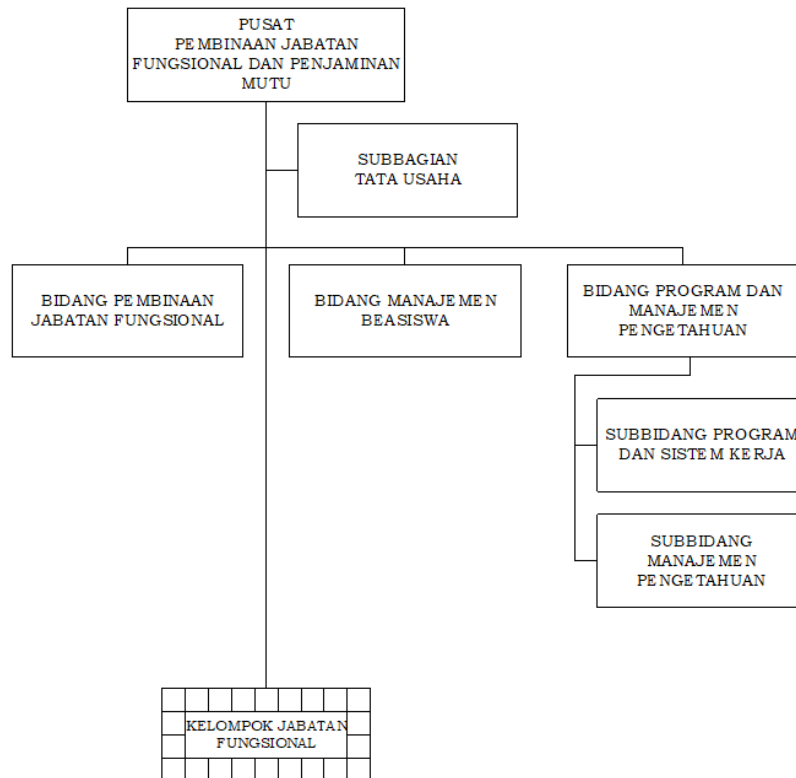 PUSAT
PEMBINAAN JABATAN
FUNGSIONAL DAN PENJAMINAN
MUTU
SUBBAGIAN
TATA USAHA
BIDANG PEMBINAAN
JABATAN FUNGSIONAL
BIDANG MANAJEMEN
BEASISWA
BIDANG PROGRAM DAN
MANAJEMEN
PENGETAHUAN
SUBBIDANG PROGRAM
DAN SISTEM KERJA
SUBBIDANG
MANAJEMEN
PENGETAHUAN
KELOMPOK JABATAN
FUNGSIONAL